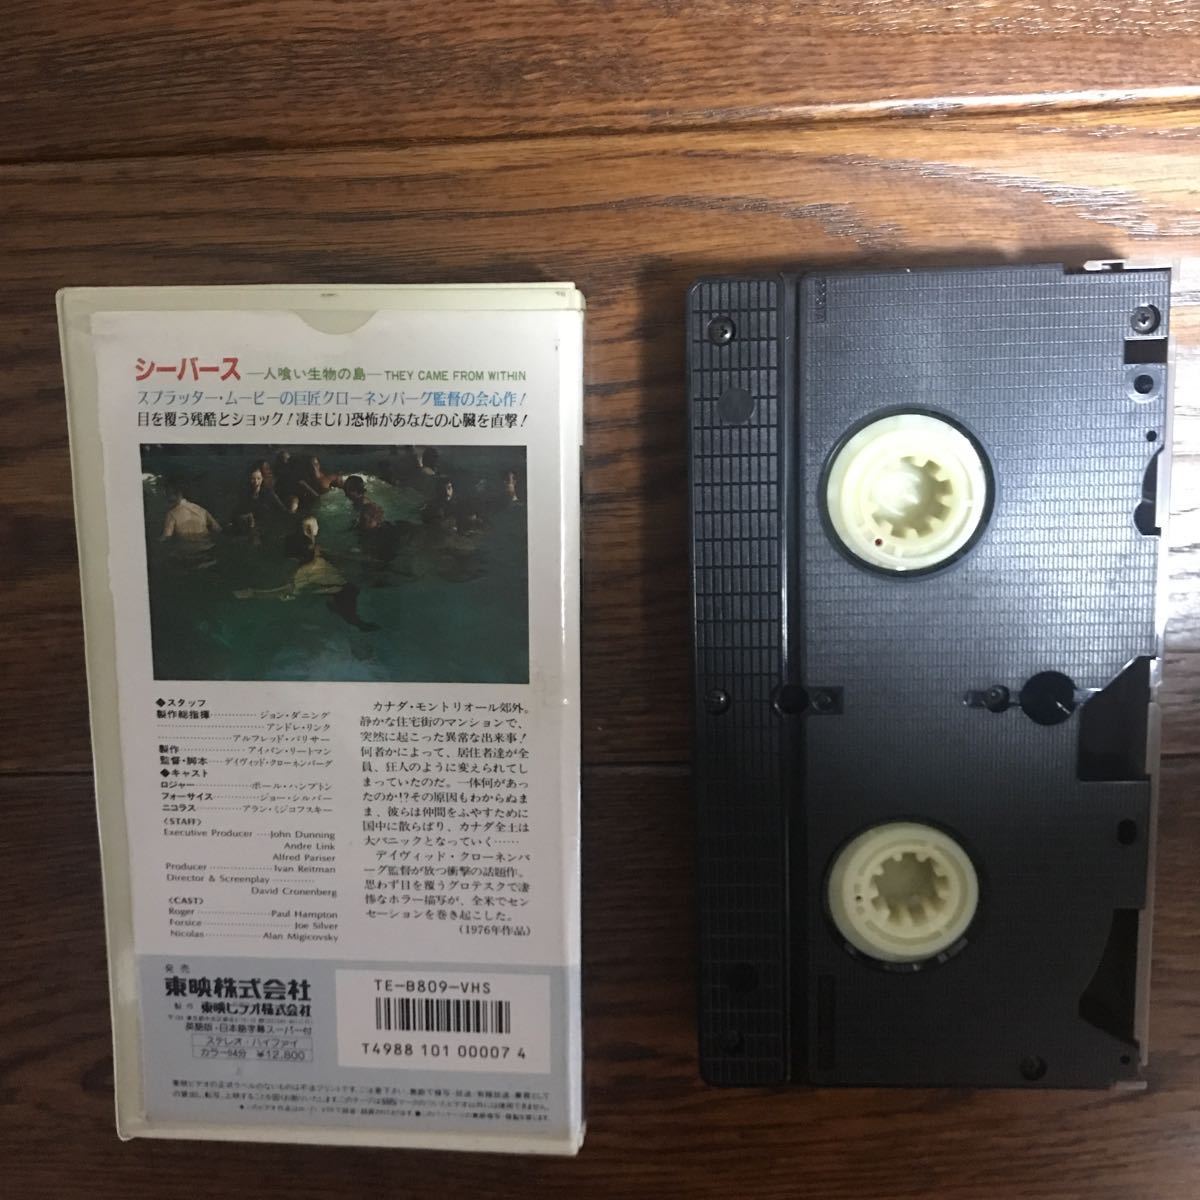 シーバース ―人喰い生物の島― THEY CAME FROM WITHIN
スプラッター・ムービーの巨匠クローネンバーグ監督の会心作!
目を覆う残酷とショック!凄まじい恐怖があなたの心臓を直撃!
◆スタッフ
製作総指揮…………ジョン・ダニング
…………アンドレ・リンク
…………アルフレッド・パリサー
製作…………アイバン・リートマン
監督・脚本……デイヴィッド・クローネンバーグ
◆キャスト
ロジャー…………ポール・ハンプトン
フォーサイス…………ジョー・シルバー
ニコラス…………アラン・ミジコフスキー
〈STAFF〉
Executive Producer ....John Dunning
Andre Link
Alfred Pariser
Producer ............ Ivan Reitman
Director & Screenplay ............
David Cronenberg
〈CAST〉
Roger ............ Paul Hampton
Forsice ............ Joe Silver
Nicolas ............ Alan Migicovsky
カナダ・モントリオール郊外。
静かな住宅街のマンションで、
突然に起こった異常な出来事!
何者かによって、居住者達が全
員、狂人のように変えられてし
まっていたのだ。一体何があっ
たのか!?その原因もわからぬま
ま、彼らは仲間をふやすために
国中に散らばり、カナダ全土は
大パニックとなっていく……
デイヴィッド・クローネンバ
ーグ監督が放つ衝撃の話題作。
思わず目を覆うグロテスクで凄
惨なホラー描写が、全米でセン
セーションを巻き起こした。
(1976年作品)
発売
東映株式会社
製作 東映ビデオ株式会社
英語版・日本語字幕スーパー付
ステレオ・ハイファイ
カラー94分 ¥12,800
TE-B809-VHS
T4988 101 00007 4